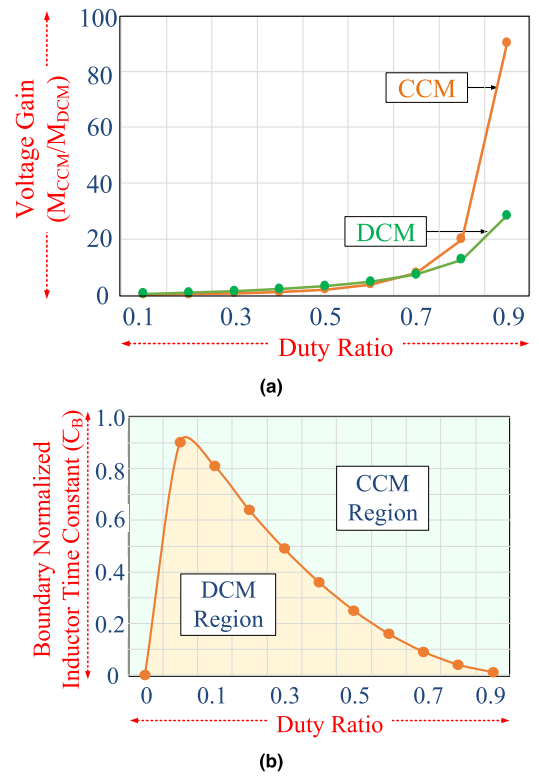 100
80
60
40
20
0
Voltage Gain
(MCCM/MDCM)
CCM
DCM
0.1 0.3 0.5 0.7 0.9
Duty Ratio
(a)
1.0
0.8
0.6
0.4
0.2
0
Boundary Normalized
Inductor Time Constant (ꞆB)
CCM
Region
DCM
Region
0 0.1 0.3 0.5 0.7 0.9
Duty Ratio
(b)